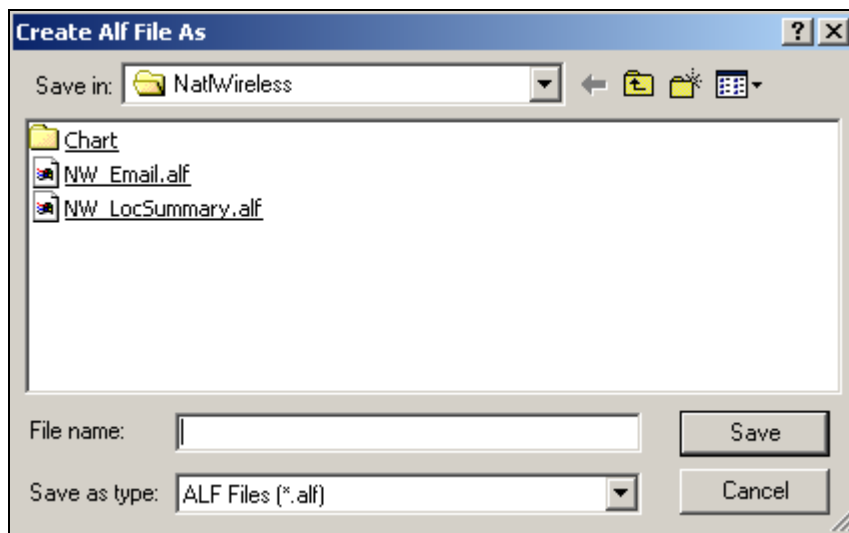 Create Alf File As
Save in: NatlWireless
Chart
NW_Email.alf
NW_LocSummary.alf
File name:
Save
Save as type: ALF Files (*.alf)
Cancel